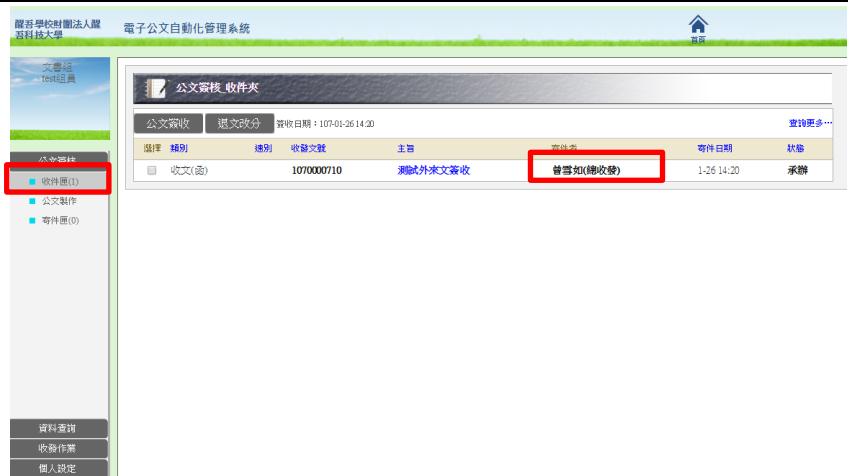 醒吾學校財團法人醒
吾科技大學
電子公文自動化管理系統
首頁
文書組
test組員
公文簽核_收件夾
公文簽收 退文改分 簽收日期：107-01-26 14:20 查詢更多…
選擇 類別 速別 收發文號 主旨 寄件者 寄件日期 狀態
收文(函) 1070000710 測試外來文簽收 曾雪如(總收發) 1-26 14:20 承辦
公文簽核
收件匣(1)
公文製作
寄件匣(0)
資料查詢
收發作業
個人設定